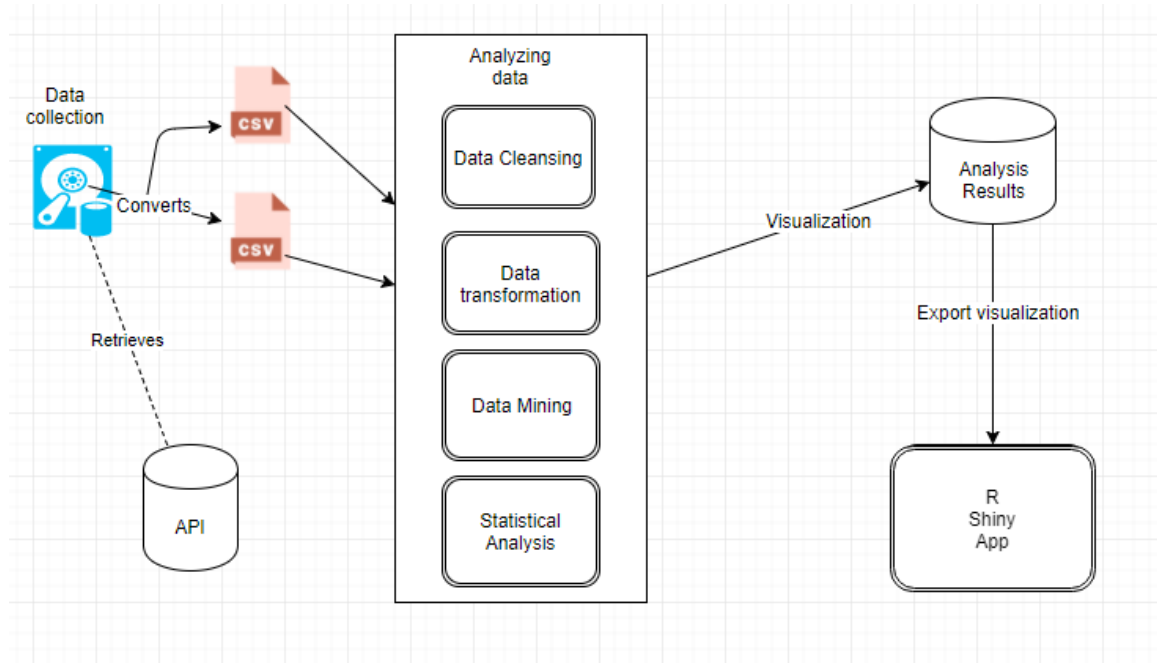 Data
collection
Converts
CSV
CSV
Retrieves
API
Analyzing
data
Data Cleansing
Data
transformation
Data Mining
Statistical
Analysis
Visualization
Analysis
Results
Export visualization
R
Shiny
App